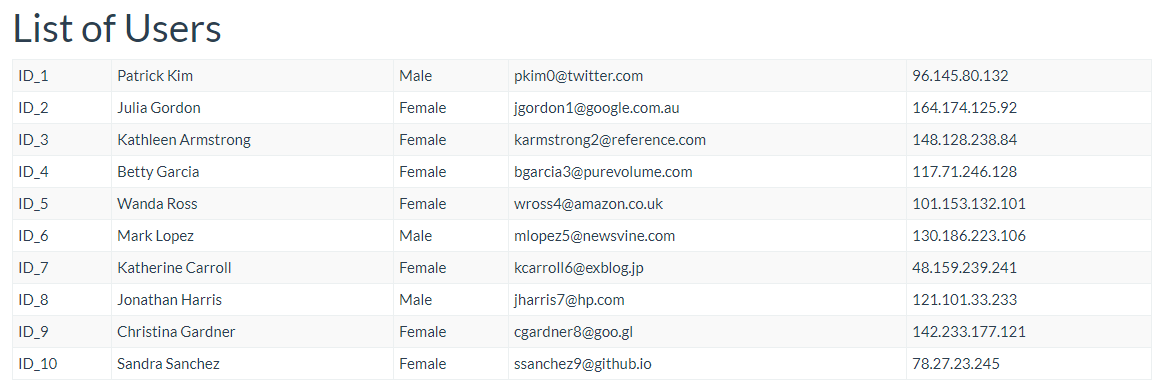 List of Users
ID_1 Patrick Kim Male pkim0@twitter.com 96.145.80.132
ID_2 Julia Gordon Female jgordon1@google.com.au 164.174.125.92
ID_3 Kathleen Armstrong Female karmstrong2@reference.com 148.128.238.84
ID_4 Betty Garcia Female bgarcia3@purevolume.com 117.71.246.128
ID_5 Wanda Ross Female wross4@amazon.co.uk 101.153.132.101
ID_6 Mark Lopez Male mlopez5@newsvine.com 130.186.223.106
ID_7 Katherine Carroll Female kcarroll6@exblog.jp 48.159.239.241
ID_8 Jonathan Harris Male jharris7@hp.com 121.101.33.233
ID_9 Christina Gardner Female cgardner8@goo.gl 142.233.177.121
ID_10 Sandra Sanchez Female ssanchez9@github.io 78.27.23.245